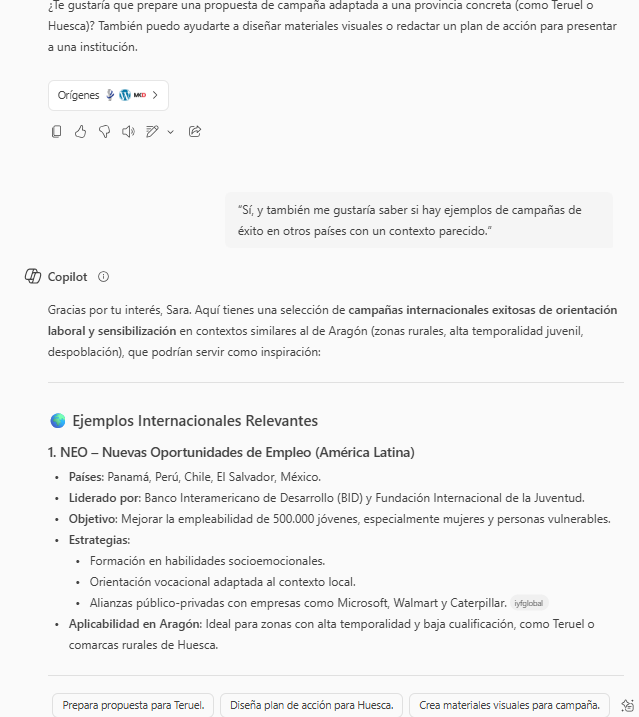 ¿Te gustaría que prepare una propuesta de campaña adaptada a una provincia concreta (como Teruel o
Huesca)? También puedo ayudarte a diseñar materiales visuales o redactar un plan de acción para presentar
a una institución.
Orígenes
“Sí, y también me gustaría saber si hay ejemplos de campañas de
éxito en otros países con un contexto parecido.”
Copilot
Gracias por tu interés, Sara. Aquí tienes una selección de campañas internacionales exitosas de orientación
laboral y sensibilización en contextos similares al de Aragón (zonas rurales, alta temporalidad juvenil,
despoblación), que podrían servir como inspiración:
Ejemplos Internacionales Relevantes
1. NEO – Nuevas Oportunidades de Empleo (América Latina)
• Países: Panamá, Perú, Chile, El Salvador, México.
• Liderado por: Banco Interamericano de Desarrollo (BID) y Fundación Internacional de la Juventud.
• Objetivo: Mejorar la empleabilidad de 500.000 jóvenes, especialmente mujeres y personas vulnerables.
• Estrategias:
• Formación en habilidades socioemocionales.
• Orientación vocacional adaptada al contexto local.
• Alianzas público-privadas con empresas como Microsoft, Walmart y Caterpillar. iyfglobal
• Aplicabilidad en Aragón: Ideal para zonas con alta temporalidad y baja cualificación, como Teruel o
comarcas rurales de Huesca.
Prepara propuesta para Teruel. Diseña plan de acción para Huesca. Crea materiales visuales para campaña.